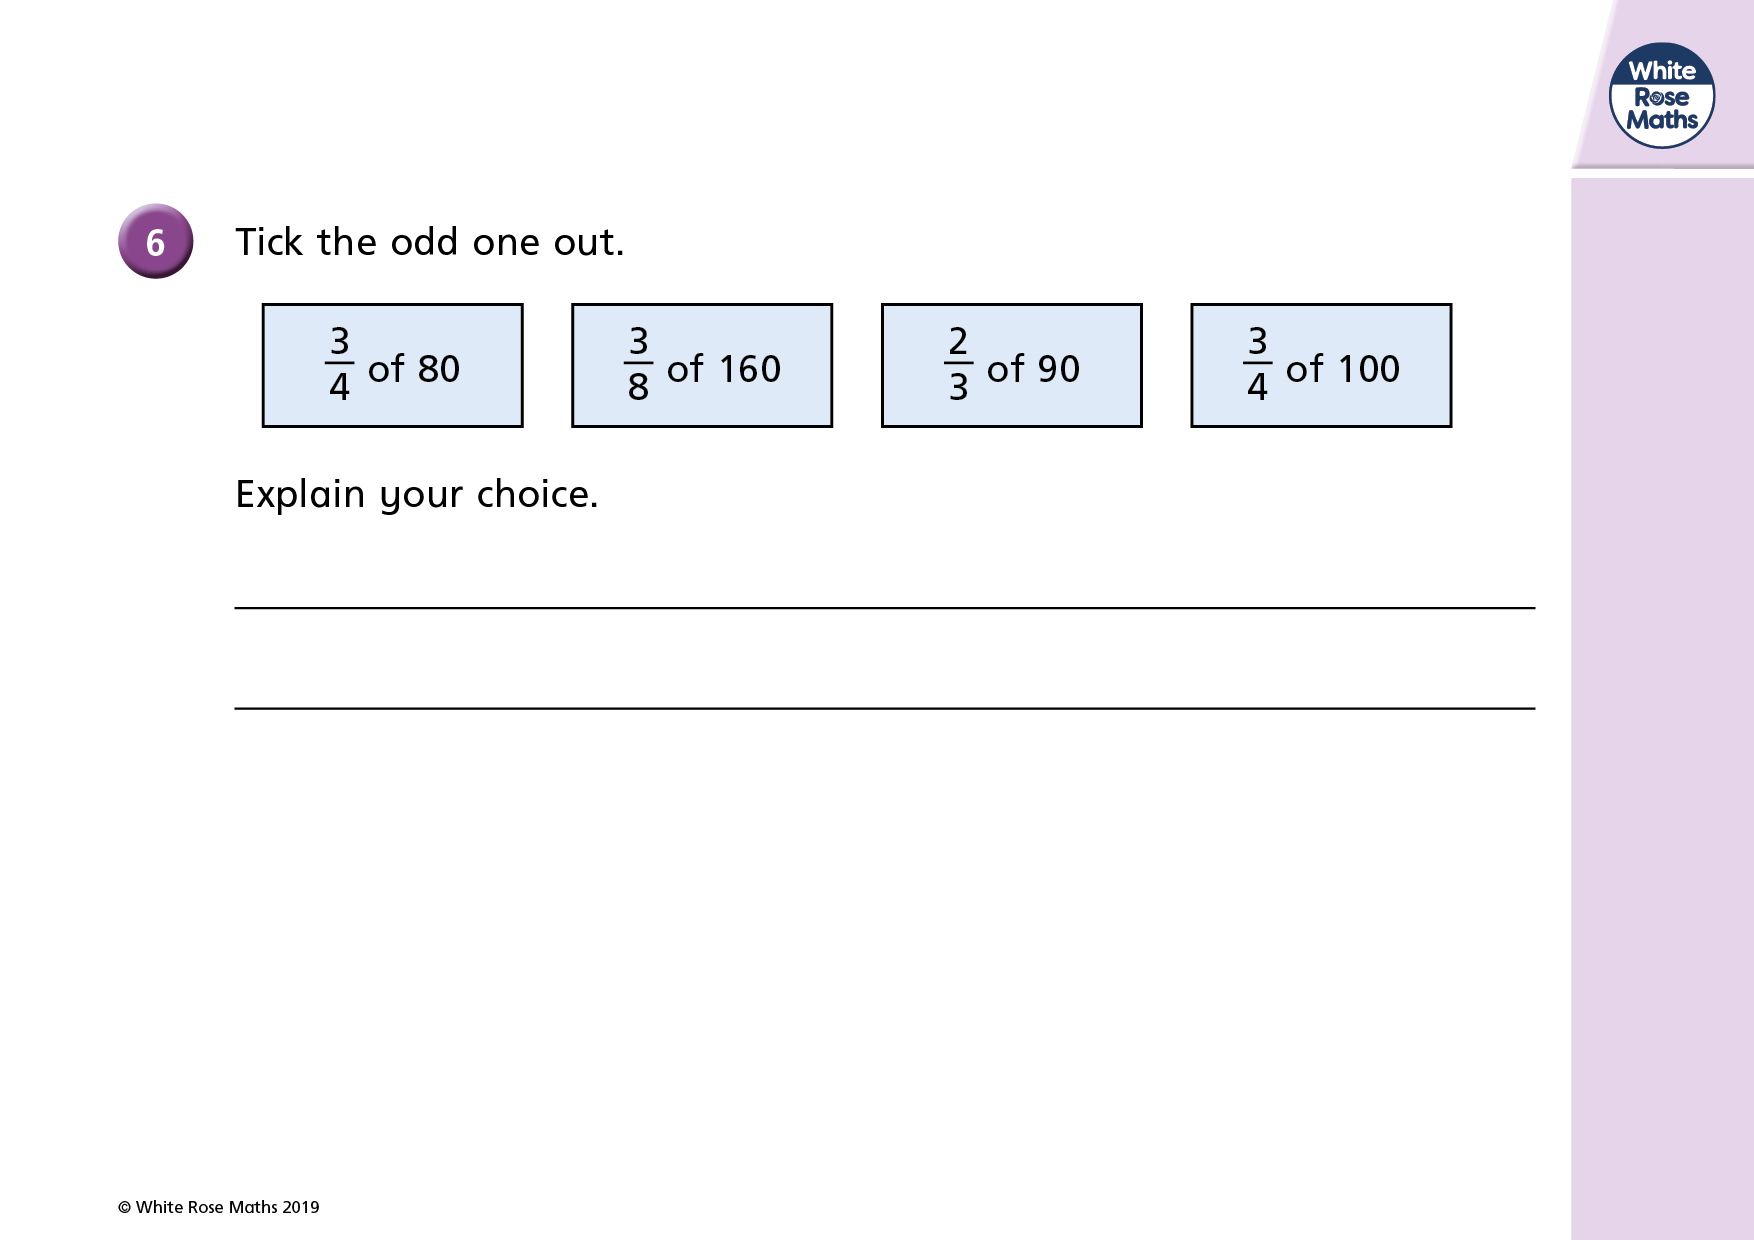 White
Rose
Maths
6 Tick the odd one out.
3/4 of 80 3/8 of 160 2/3 of 90 3/4 of 100
Explain your choice.
© White Rose Maths 2019